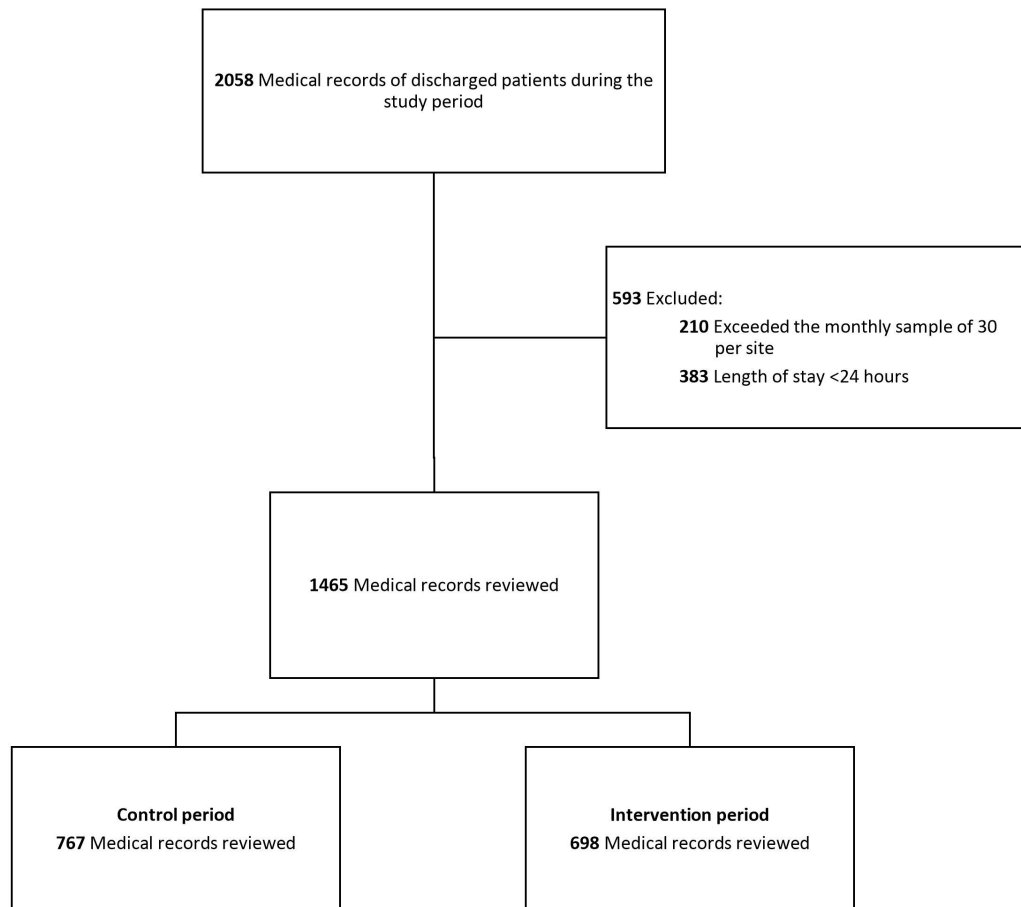 2058 Medical records of discharged patients during the
study period
593 Excluded:
210 Exceeded the monthly sample of 30
per site
383 Length of stay <24 hours
1465 Medical records reviewed
Control period
767 Medical records reviewed
Intervention period
698 Medical records reviewed